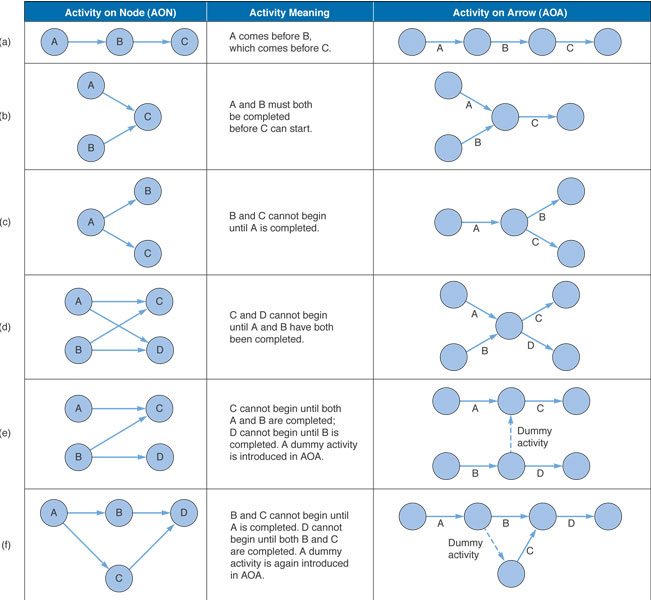 Activity on Node (AON) Activity Meaning Activity on Arrow (AOA)
(a) A B C A comes before B, A B C
which comes before C.
(b) A B C A and B must both A B C
be completed
before C can start.
(c) A B C B and C cannot begin A B C
until A is completed.
(d) A B C D C and D cannot begin A B C D
until A and B have both
been completed.
(e) A B C D C cannot begin until both A C
A and B are completed;
D cannot begin until B is Dummy
completed. A dummy activity activity
is introduced in AOA. B D
(f) A B D C B and C cannot begin until A B D
A is completed. D cannot
begin until both B and C Dummy
are completed. A dummy activity C
activity is again introduced
in AOA.